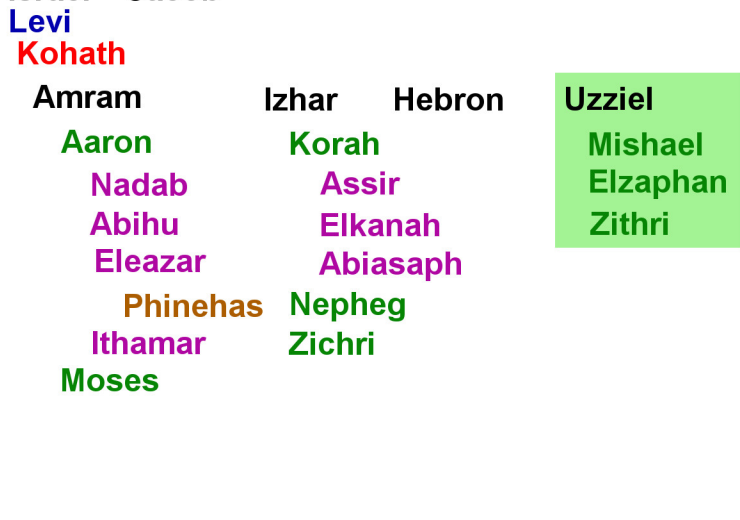 Levi
Kohath
Amram Izhar Hebron Uzziel
Aaron Korah Mishael
Nadab Assir Elzaphan
Abihu Elkanah Zithri
Eleazar Abiasaph
Phinehas Nepheg
Ithamar Zichri
Moses